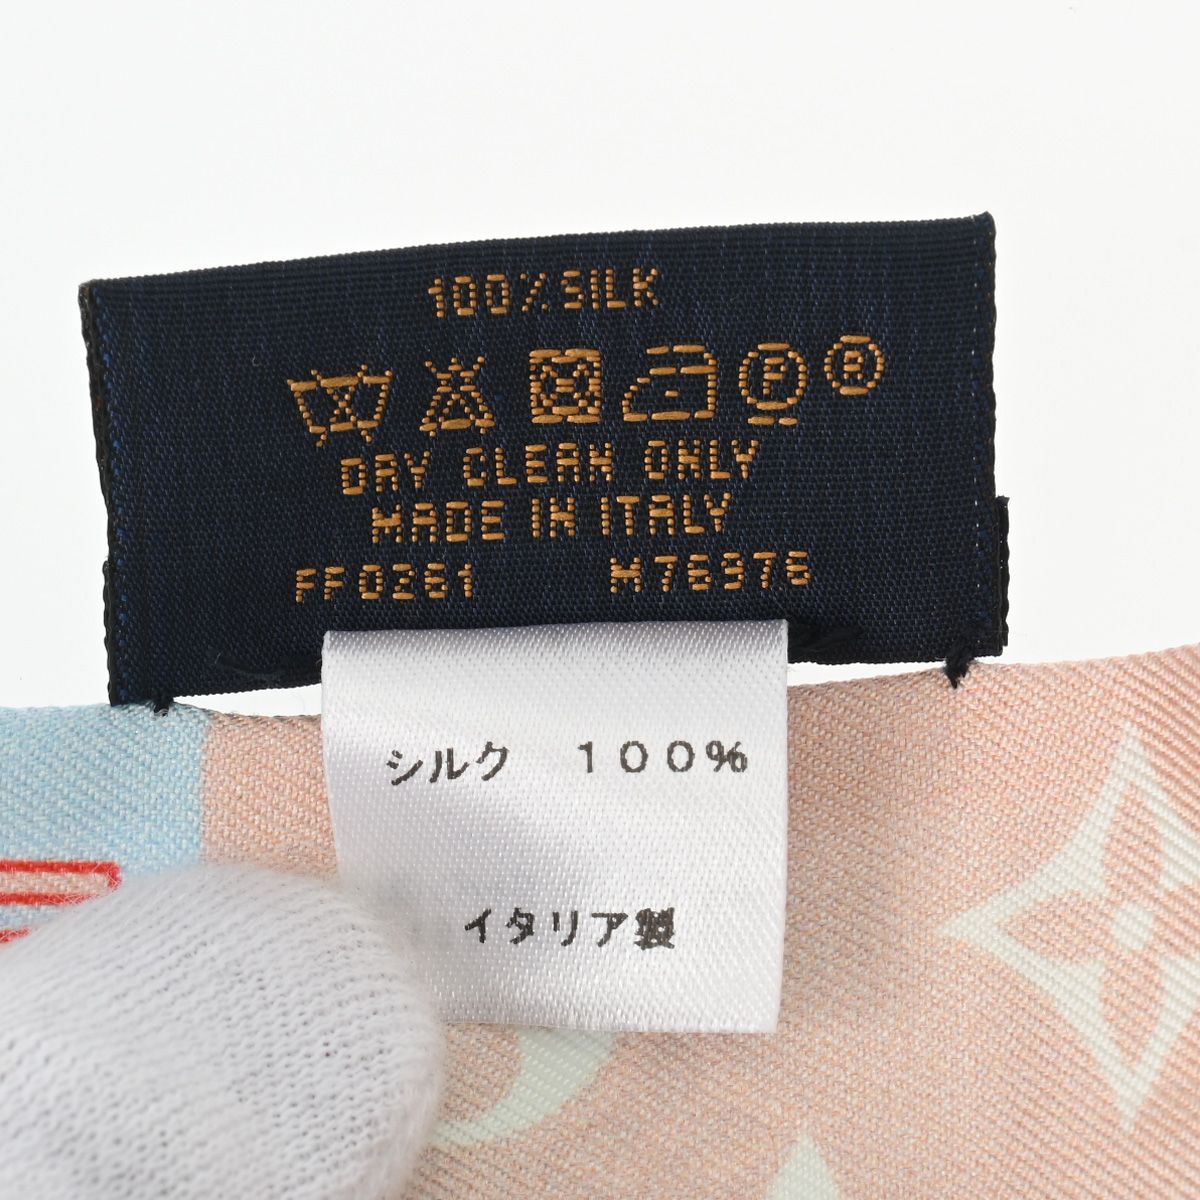 100% SILK
P R
DRY CLEAN ONLY
MADE IN ITALY
FF0261 M76976
シルク 100%
イタリア製